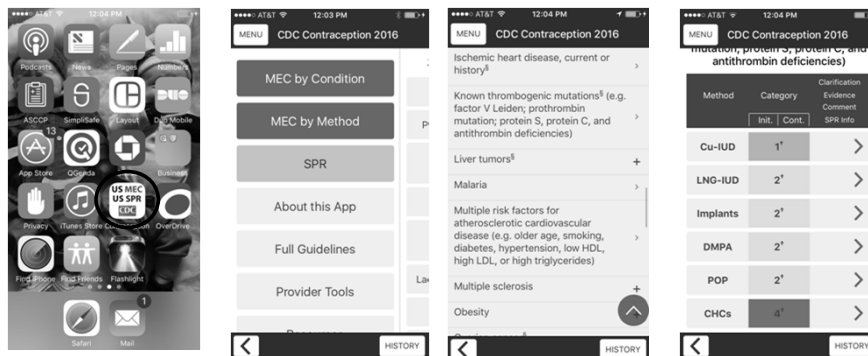 AT&T 12:03 PM
Podcasts News Pages Numbers
ASCCP SimpliSafe Layout Duo Mobile
13
App Store QGenda Business
US MEC
US SPR
CDC
Privacy iTunes Store OverDrive
Find iPhone Find Friends Flashlight
1
Safari Mail
AT&T 12:03 PM
MENU CDC Contraception 2016
MEC by Condition
MEC by Method
SPR
About this App
Full Guidelines
Provider Tools
HISTORY
AT&T 12:04 PM
MENU CDC Contraception 2016
Ischemic heart disease, current or
history§
Known thrombogenic mutations§ (e.g.
factor V Leiden; prothrombin
mutation; protein S, protein C, and
antithrombin deficiencies)
Liver tumors§
Malaria
Multiple risk factors for
atherosclerotic cardiovascular
disease (e.g. older age, smoking,
diabetes, hypertension, low HDL,
high LDL, or high triglycerides)
Multiple sclerosis
Obesity
HISTORY
AT&T 12:04 PM
MENU CDC Contraception 2016
mutation, protein S, protein C, and
antithrombin deficiencies)
Method Category Clarification
Evidence
Comment
SPR Info
Init. Cont.
Cu-IUD 1†
LNG-IUD 2†
Implants 2†
DMPA 2†
POP 2†
CHCs 4†
HISTORY